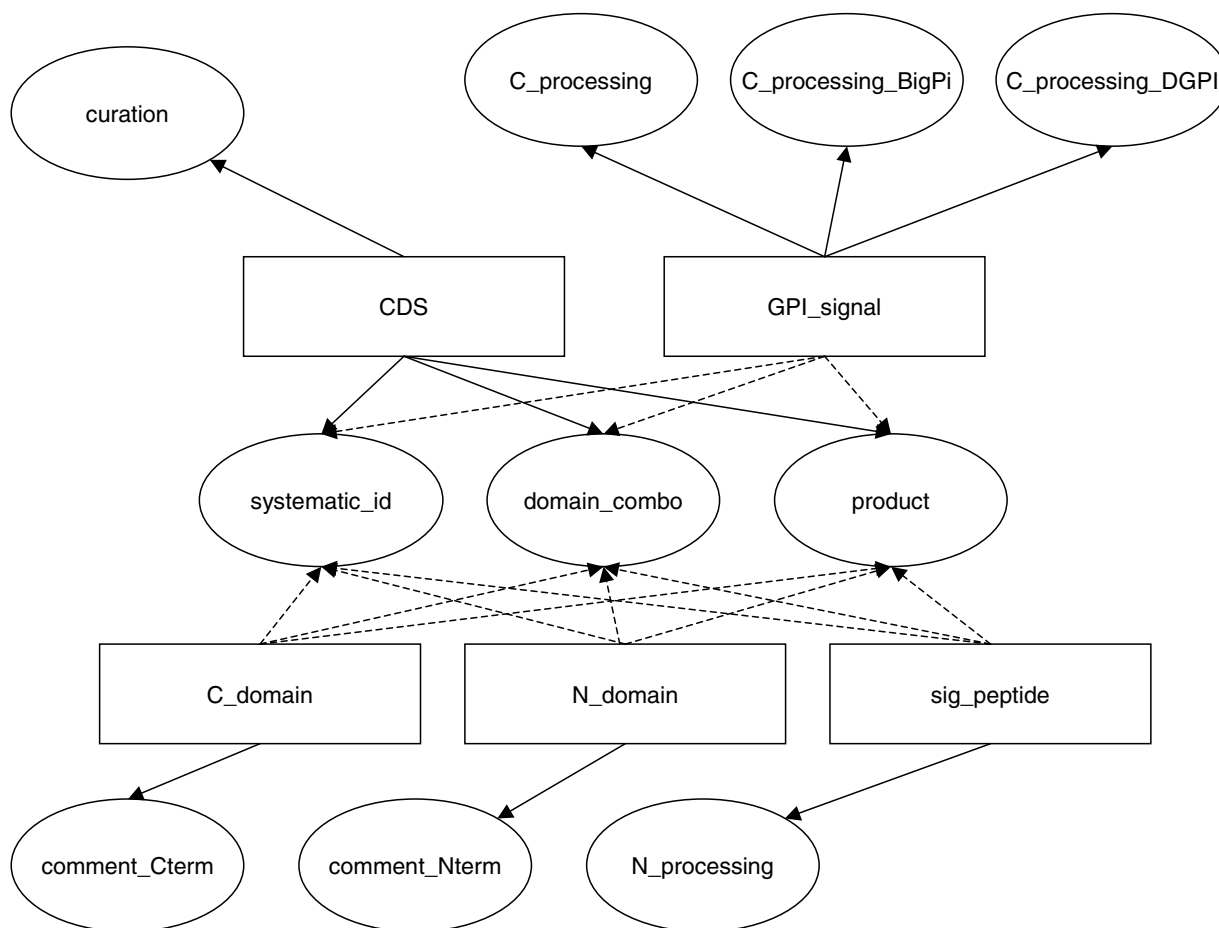 C_processing
C_processing_BigPi
C_processing_DGPI
curation
CDS
GPI_signal
systematic_id
domain_combo
product
C_domain
N_domain
sig_peptide
comment_Cterm
comment_Nterm
N_processing